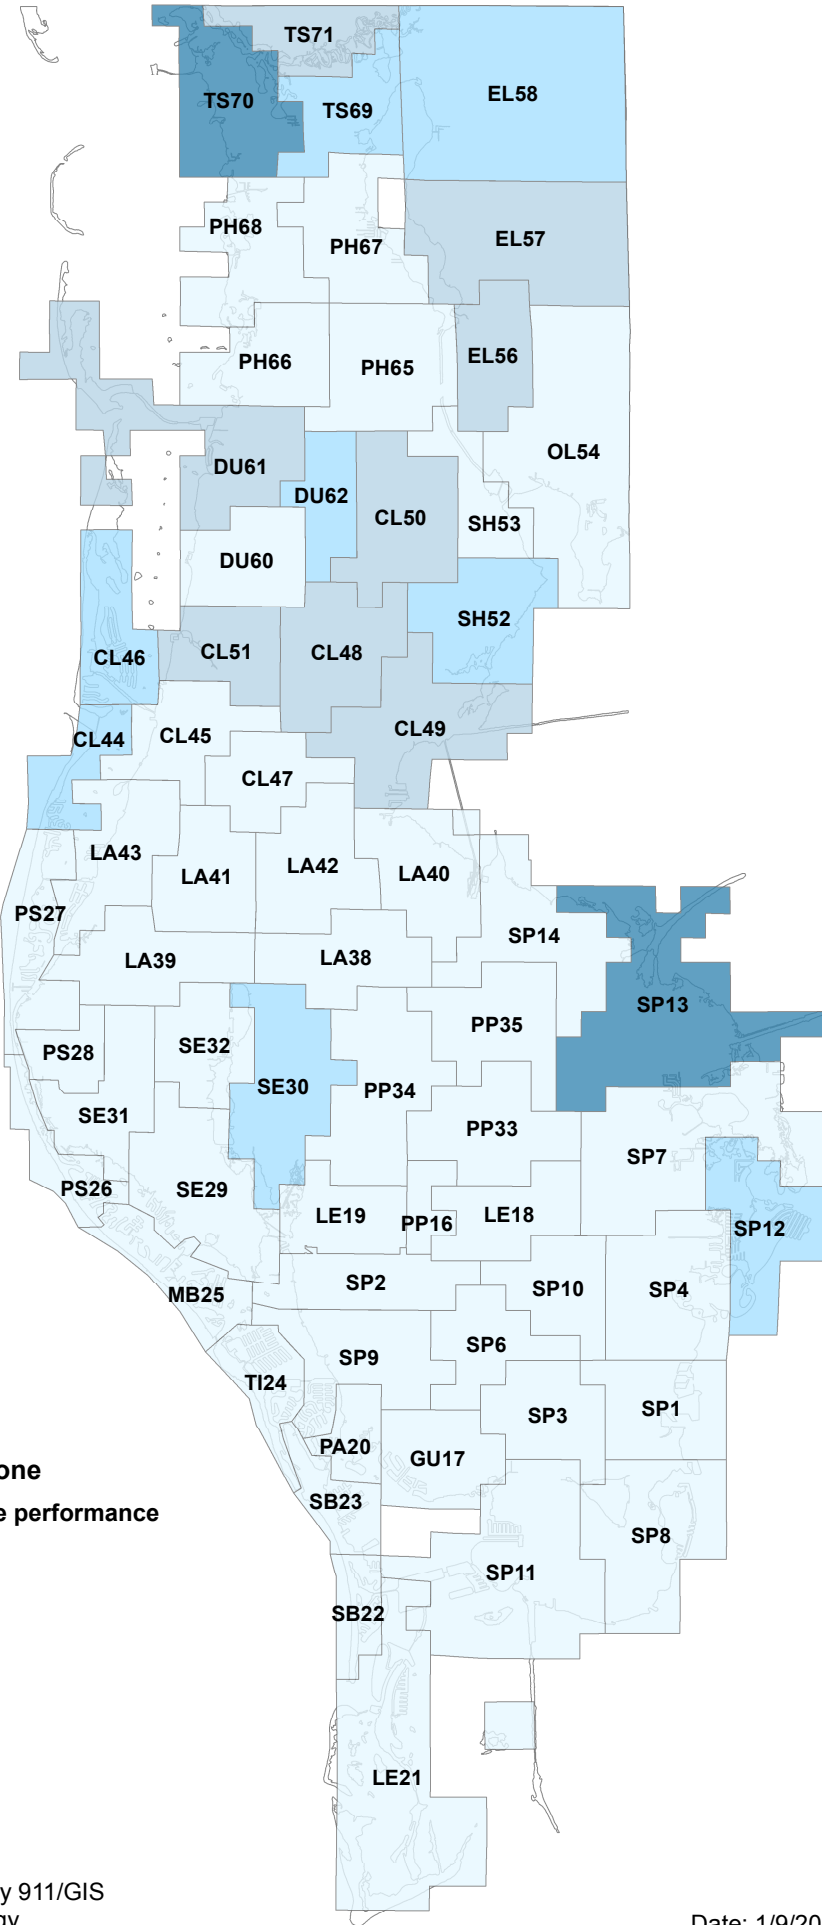 TS71
EL58
TS70
TS69
PH68
EL57
PH67
EL56
PH66
PH65
OL54
DU61
DU62
CL50
SH53
DU60
SH52
CL51
CL48
CL46
CL49
CL45
CL44
CL47
LA43
LA42
LA41
LA40
PS27
SP14
LA38
LA39
SP13
PP35
SE32
PS28
SE30
PP34
SE31
PP33
SP7
PS26
SE29
LE18
LE19
PP16
SP12
SP2
SP10
SP4
MB25
SP6
SP9
TI24
SP1
SP3
PA20
GU17
one
SB23
e performance
SP8
SP11
SB22
LE21
y 911/GIS
gy
Date: 1/9/20